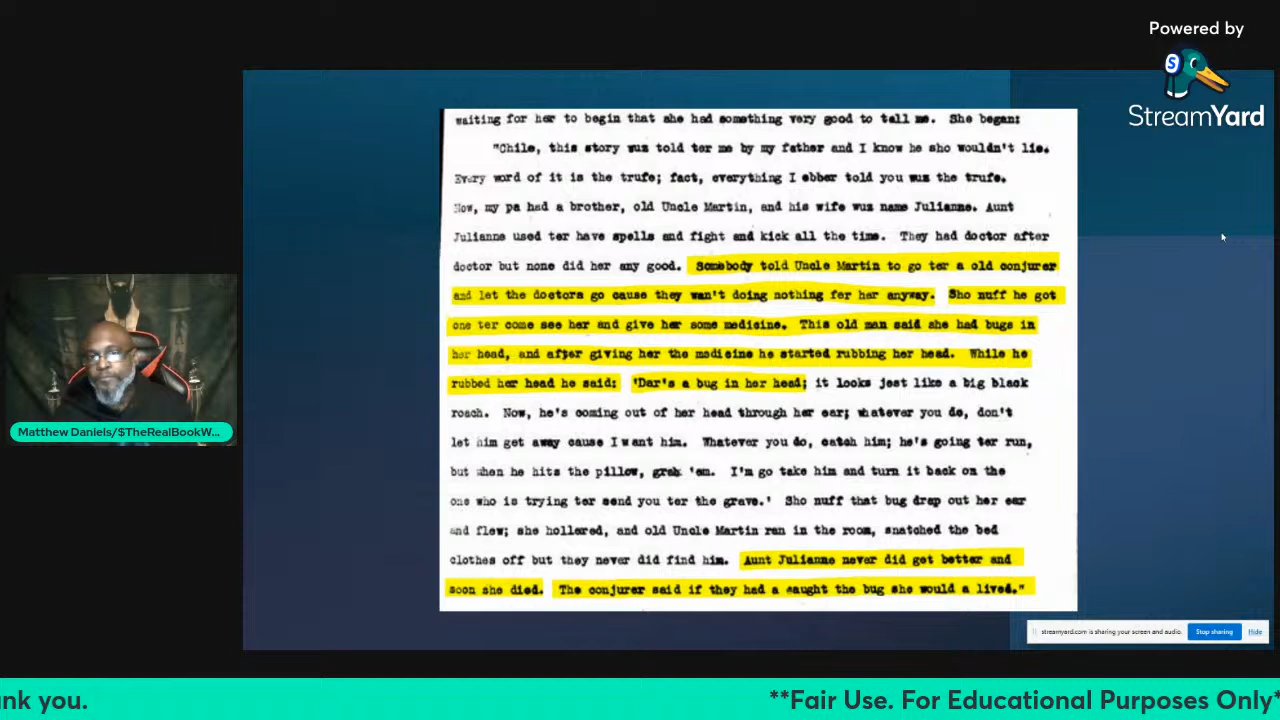 Powered by
StreamYard
waiting for her to begin that she had something very good to tell me. She began:
"Chile, this story wus told ter me by my father and I know he sho wouldn't lie.
Every word of it is the trufe; fact, everything I ebber told you wus the trufe.
Now, my pa had a brother, old Uncle Martin, and his wife wuz name Julianne. Aunt
Julianne used ter have spells and fight and kick all the time. They had doctor after
doctor but none did her any good. Somebody told Uncle Martin to go ter a old conjurer
and let the doctors go cause they wan't doing nothing fer her anyway. Sho nuff he got
one ter come see her and give her some medicine. This old man said she had bugs in
her head, and after giving her the medicine he started rubbing her head. While he
rubbed her head he said: 'Dar's a bug in her head; it looks jest like a big black
roach. Now, he's coming out of her head through her ear; whatever you do, don't
let him get away cause I want him. Whatever you do, catch him; he's going ter run,
but when he hits the pillow, grab 'em. I'm go take him and turn it back on the
one who is trying ter send you ter the grave.' Sho nuff that bug drap out her ear
and flew; she hollered, and old Uncle Martin ran in the room, snatched the bed
clothes off but they never did find him. Aunt Julianne never did get better and
soon she died. The conjurer said if they had a caught the bug she would a lived."
Matthew Daniels/$TheRealBookW...
streamyard.com is sharing your screen and audio.
Stop sharing
Hide
nk you.
**Fair Use. For Educational Purposes Only*